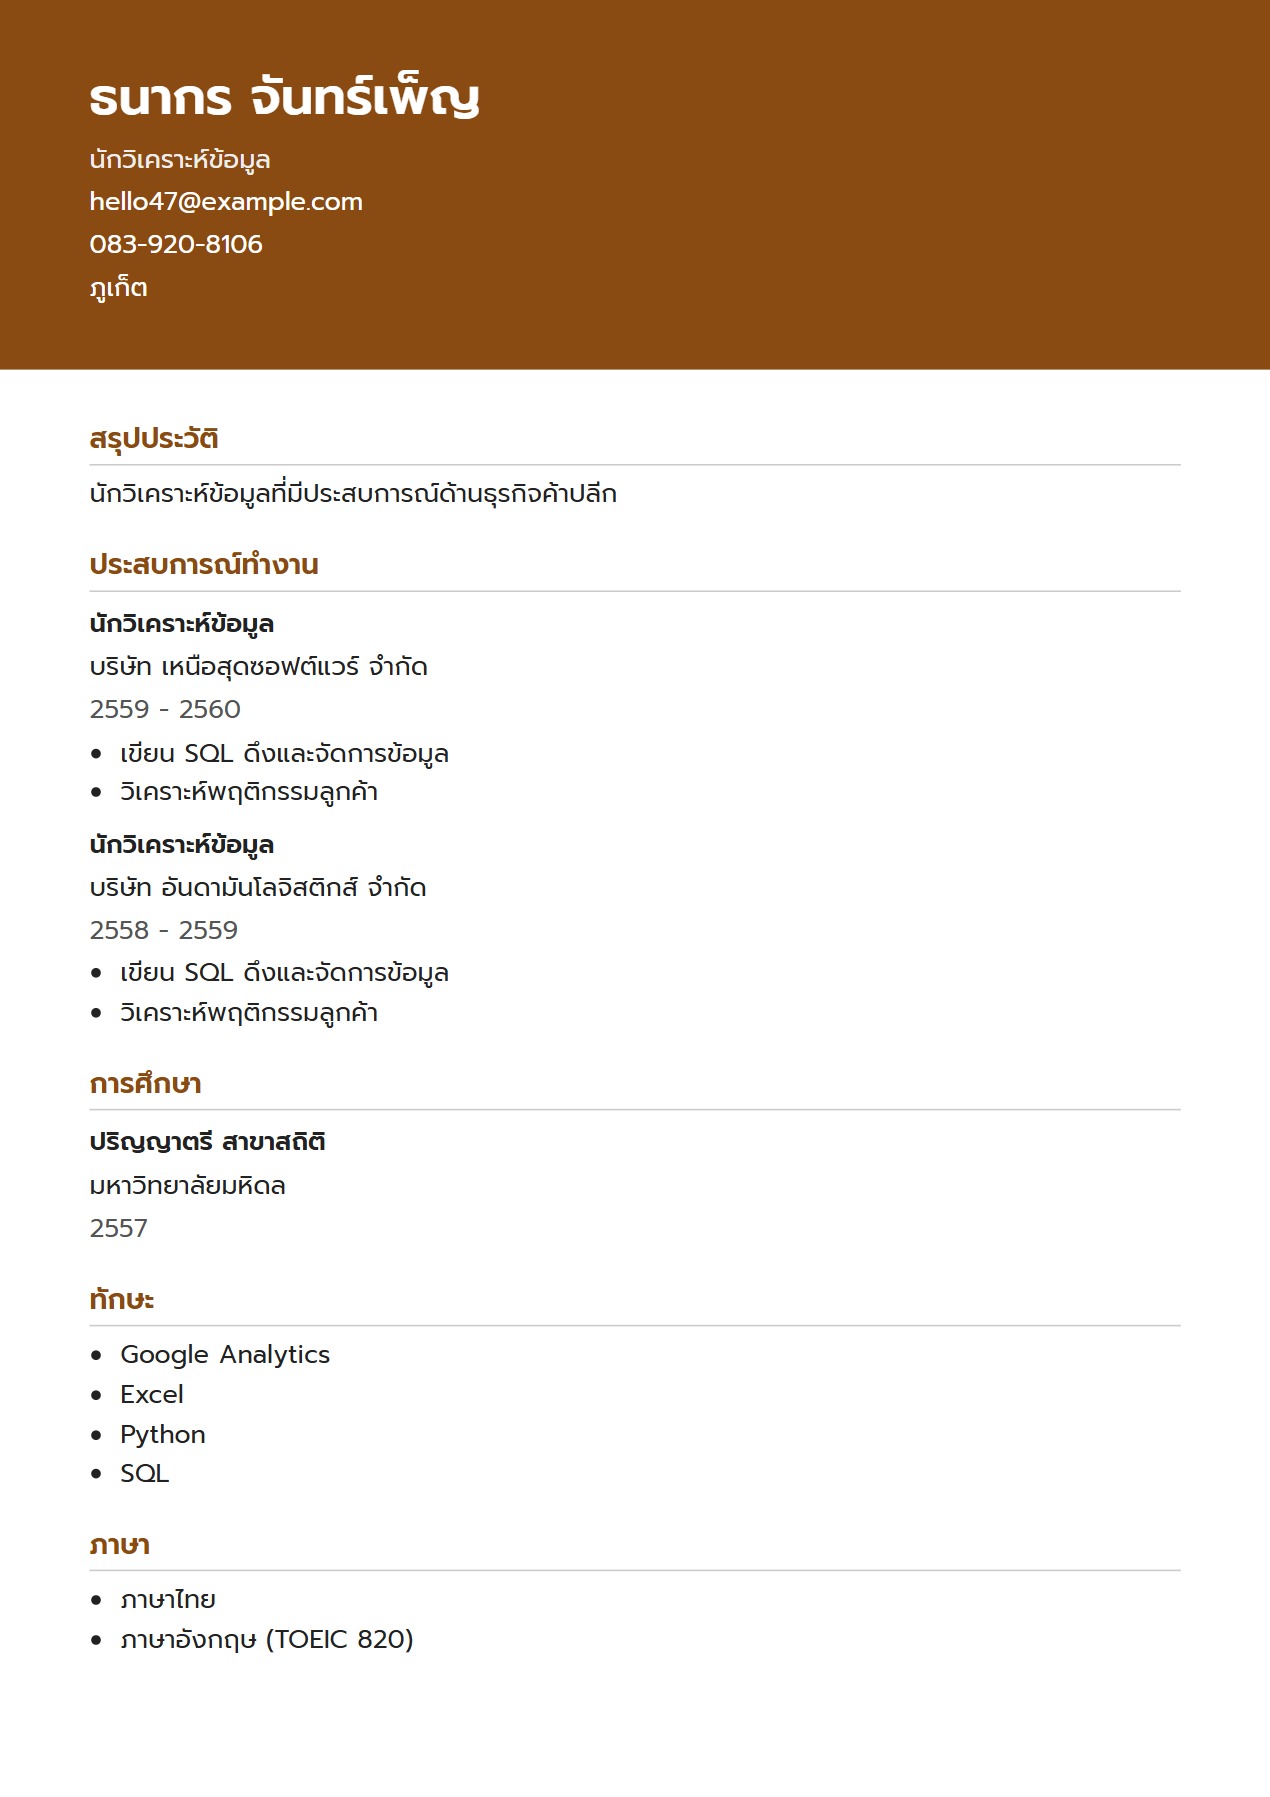 ธนากร จันทร์เพ็ญ
นักวิเคราะห์ข้อมูล
hello47@example.com
083-920-8106
ภูเก็ต
สรุปประวัติ
นักวิเคราะห์ข้อมูลที่มีประสบการณ์ด้านธุรกิจค้าปลีก
ประสบการณ์ทำงาน
นักวิเคราะห์ข้อมูล
บริษัท เหนือสุดซอฟต์แวร์ จำกัด
2559 - 2560
• เขียน SQL ดึงและจัดการข้อมูล
• วิเคราะห์พฤติกรรมลูกค้า
นักวิเคราะห์ข้อมูล
บริษัท อันดามันโลจิสติกส์ จำกัด
2558 - 2559
• เขียน SQL ดึงและจัดการข้อมูล
• วิเคราะห์พฤติกรรมลูกค้า
การศึกษา
ปริญญาตรี สาขาสถิติ
มหาวิทยาลัยมหิดล
2557
ทักษะ
• Google Analytics
• Excel
• Python
• SQL
ภาษา
• ภาษาไทย
• ภาษาอังกฤษ (TOEIC 820)